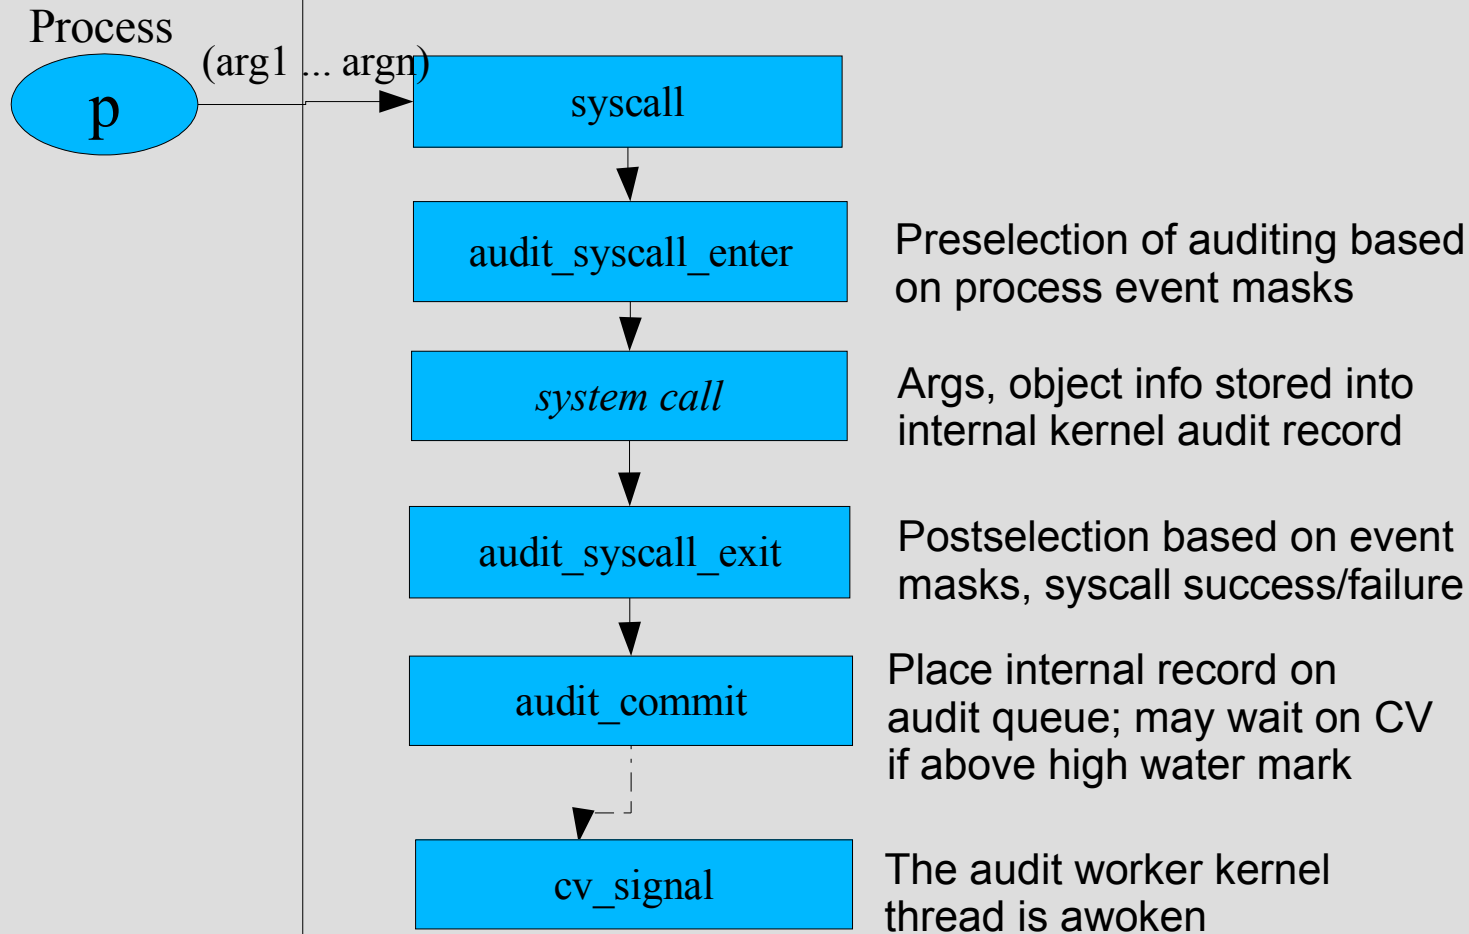 Process
p
(arg1 ... argn)
syscall
audit_syscall_enter
Preselection of auditing based
on process event masks
system call
Args, object info stored into
internal kernel audit record
audit_syscall_exit
Postselection based on event
masks, syscall success/failure
audit_commit
Place internal record on
audit queue; may wait on CV
if above high water mark
cv_signal
The audit worker kernel
thread is awoken